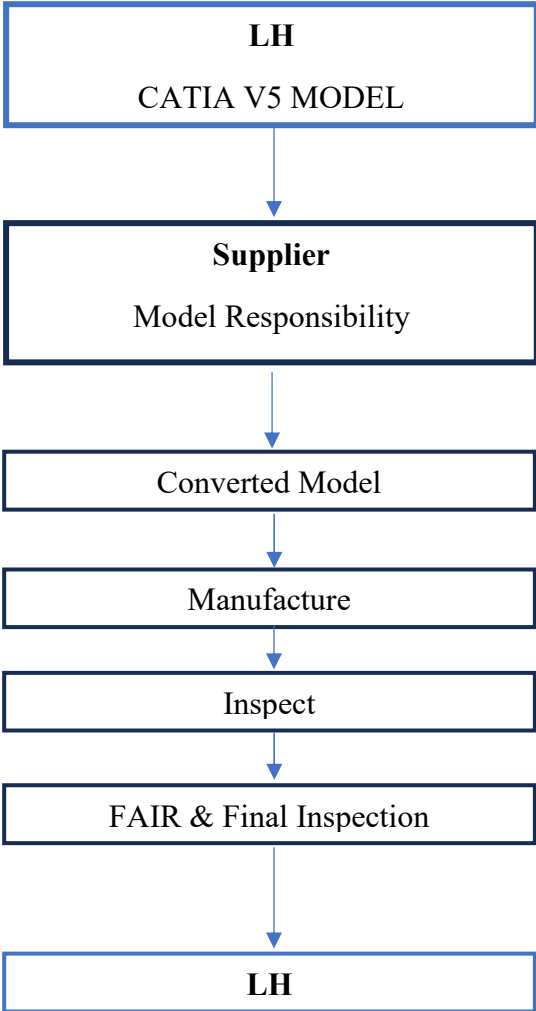 LH
CATIA V5 MODEL
Supplier
Model Responsibility
Converted Model
Manufacture
Inspect
FAIR & Final Inspection
LH